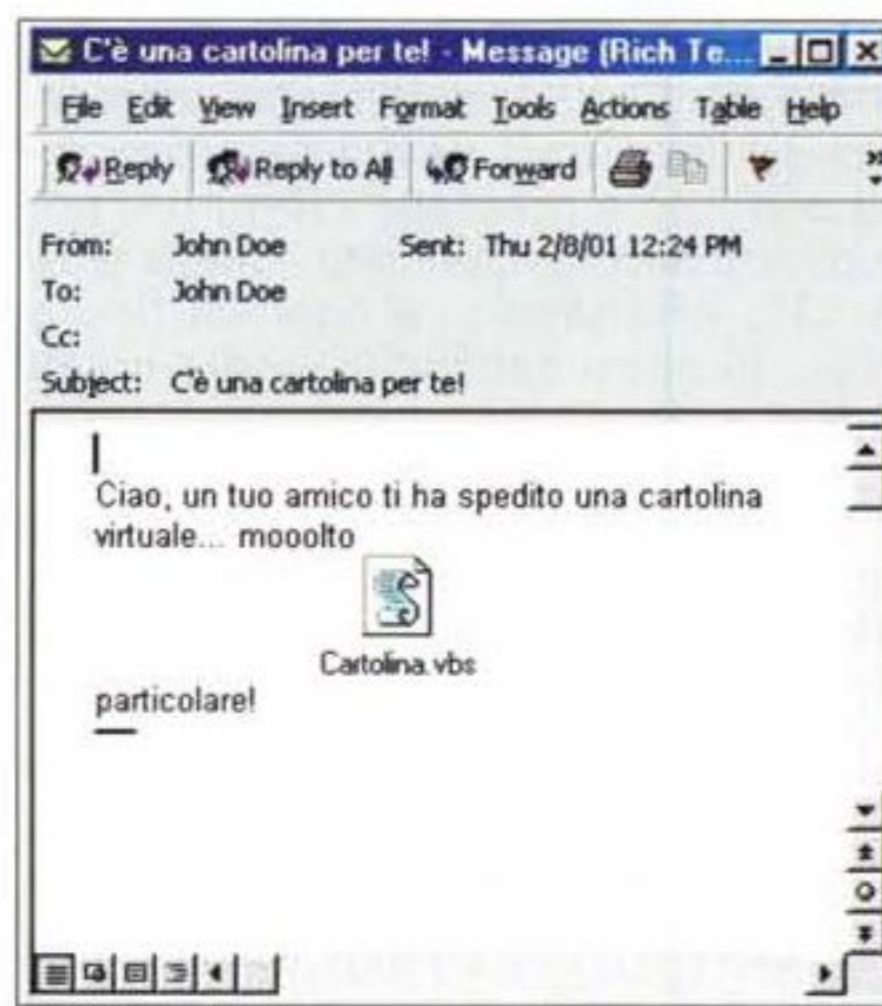 C'è una cartolina per te! - Message (Rich Te...
File Edit View Insert Format Tools Actions Table Help
Reply Reply to All Forward
From: John Doe Sent: Thu 2/8/01 12:24 PM
To: John Doe
Cc:
Subject: C'è una cartolina per te!
Ciao, un tuo amico ti ha spedito una cartolina
virtuale... mooolto
Cartolina.vbs
particolare!